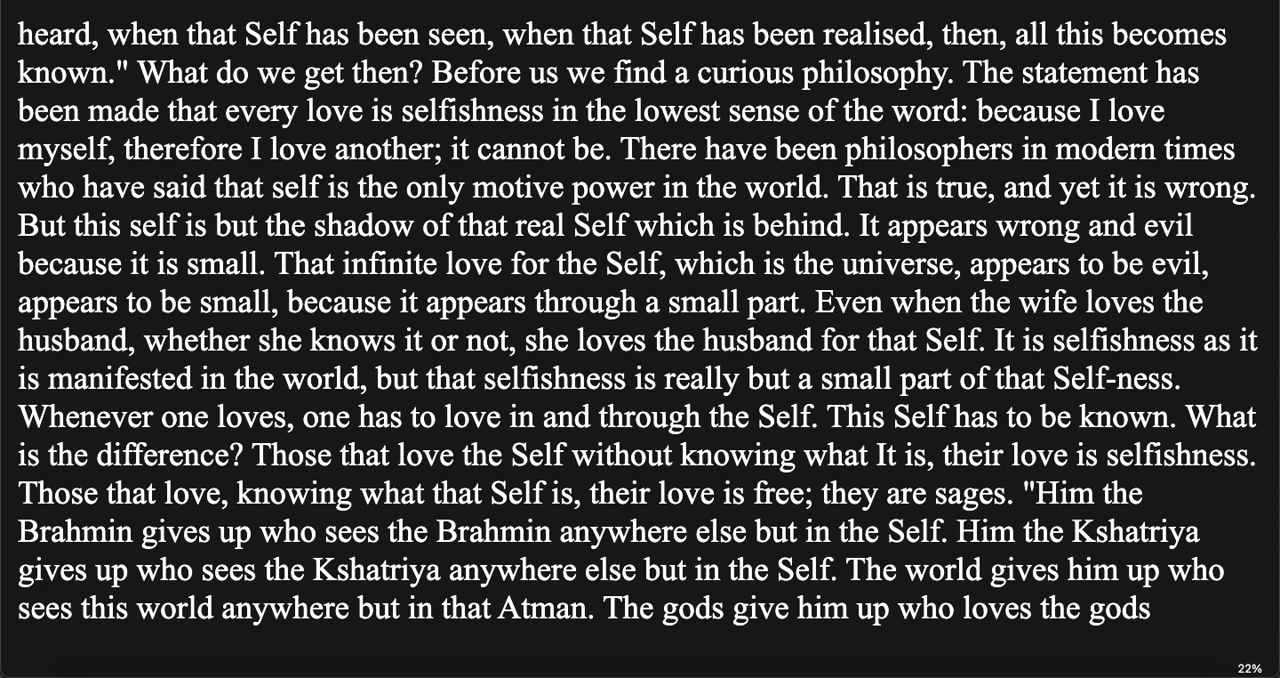 heard, when that Self has been seen, when that Self has been realised, then, all this becomes
known." What do we get then? Before us we find a curious philosophy. The statement has
been made that every love is selfishness in the lowest sense of the word: because I love
myself, therefore I love another; it cannot be. There have been philosophers in modern times
who have said that self is the only motive power in the world. That is true, and yet it is wrong.
But this self is but the shadow of that real Self which is behind. It appears wrong and evil
because it is small. That infinite love for the Self, which is the universe, appears to be evil,
appears to be small, because it appears through a small part. Even when the wife loves the
husband, whether she knows it or not, she loves the husband for that Self. It is selfishness as it
is manifested in the world, but that selfishness is really but a small part of that Self-ness.
Whenever one loves, one has to love in and through the Self. This Self has to be known. What
is the difference? Those that love the Self without knowing what It is, their love is selfishness.
Those that love, knowing what that Self is, their love is free; they are sages. "Him the
Brahmin gives up who sees the Brahmin anywhere else but in the Self. Him the Kshatriya
gives up who sees the Kshatriya anywhere else but in the Self. The world gives him up who
sees this world anywhere but in that Atman. The gods give him up who loves the gods
22%